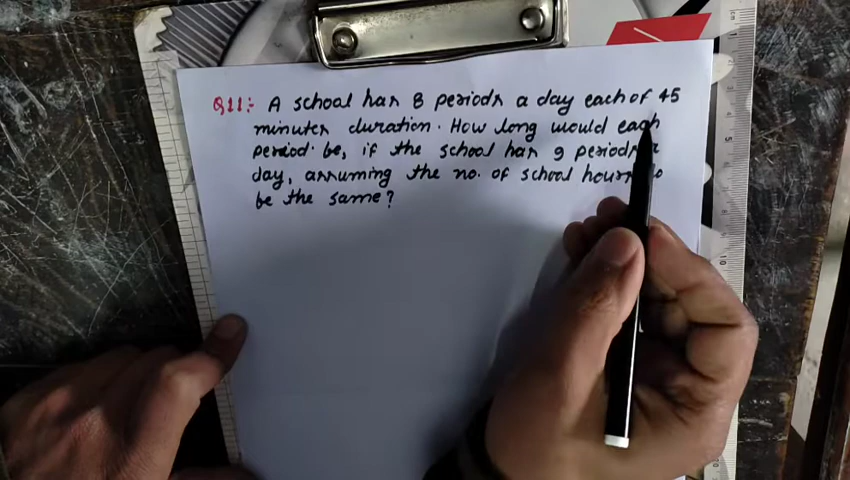 Q11:- A school has 8 periods a day each of 45
minutes duration. How long would each
period be, if the school has 9 periods a
day, assuming the no. of school hours to
be the same?